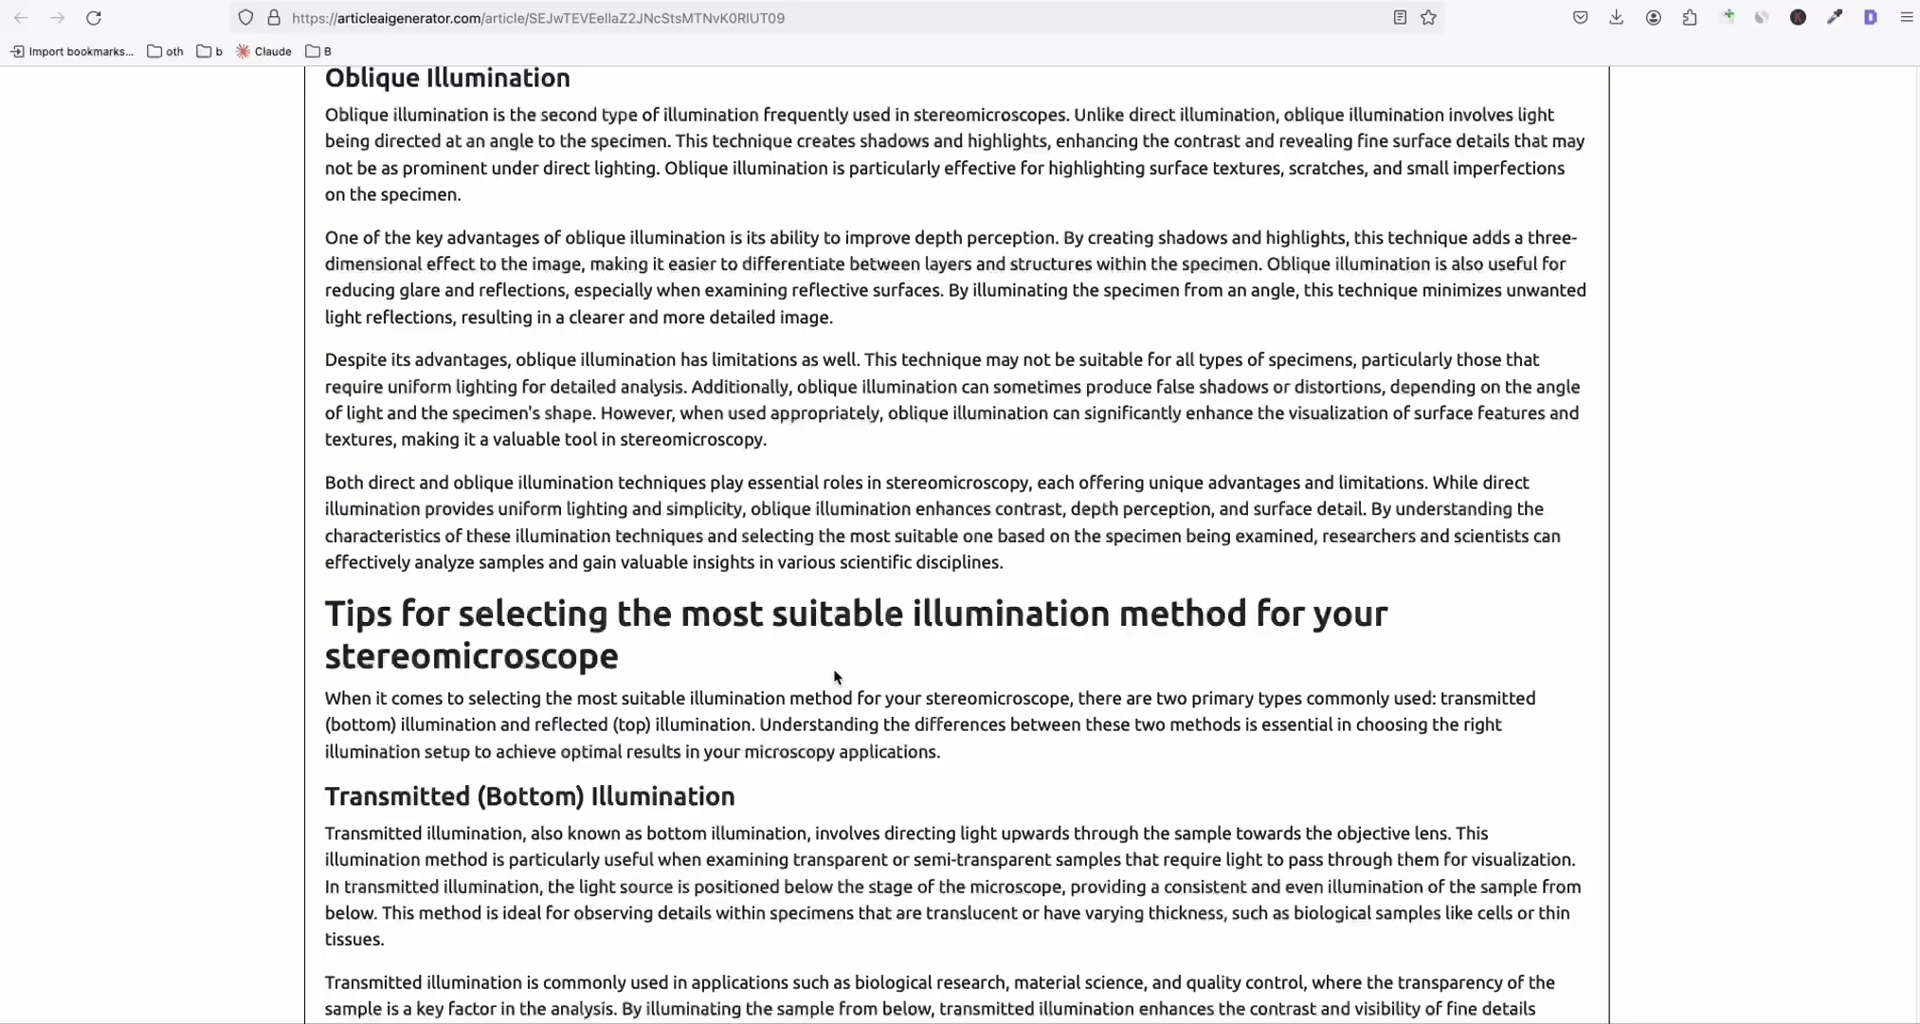 https://articleaigenerator.com/article/SEJwTEVEellaZ2JNcStsMTNvK0RIUT09
Import bookmarks... oth b Claude B
Oblique Illumination
Oblique illumination is the second type of illumination frequently used in stereomicroscopes. Unlike direct illumination, oblique illumination involves light
being directed at an angle to the specimen. This technique creates shadows and highlights, enhancing the contrast and revealing fine surface details that may
not be as prominent under direct lighting. Oblique illumination is particularly effective for highlighting surface textures, scratches, and small imperfections
on the specimen.
One of the key advantages of oblique illumination is its ability to improve depth perception. By creating shadows and highlights, this technique adds a three-
dimensional effect to the image, making it easier to differentiate between layers and structures within the specimen. Oblique illumination is also useful for
reducing glare and reflections, especially when examining reflective surfaces. By illuminating the specimen from an angle, this technique minimizes unwanted
light reflections, resulting in a clearer and more detailed image.
Despite its advantages, oblique illumination has limitations as well. This technique may not be suitable for all types of specimens, particularly those that
require uniform lighting for detailed analysis. Additionally, oblique illumination can sometimes produce false shadows or distortions, depending on the angle
of light and the specimen's shape. However, when used appropriately, oblique illumination can significantly enhance the visualization of surface features and
textures, making it a valuable tool in stereomicroscopy.
Both direct and oblique illumination techniques play essential roles in stereomicroscopy, each offering unique advantages and limitations. While direct
illumination provides uniform lighting and simplicity, oblique illumination enhances contrast, depth perception, and surface detail. By understanding the
characteristics of these illumination techniques and selecting the most suitable one based on the specimen being examined, researchers and scientists can
effectively analyze samples and gain valuable insights in various scientific disciplines.
Tips for selecting the most suitable illumination method for your
stereomicroscope
When it comes to selecting the most suitable illumination method for your stereomicroscope, there are two primary types commonly used: transmitted
(bottom) illumination and reflected (top) illumination. Understanding the differences between these two methods is essential in choosing the right
illumination setup to achieve optimal results in your microscopy applications.
Transmitted (Bottom) Illumination
Transmitted illumination, also known as bottom illumination, involves directing light upwards through the sample towards the objective lens. This
illumination method is particularly useful when examining transparent or semi-transparent samples that require light to pass through them for visualization.
In transmitted illumination, the light source is positioned below the stage of the microscope, providing a consistent and even illumination of the sample from
below. This method is ideal for observing details within specimens that are translucent or have varying thickness, such as biological samples like cells or thin
tissues.
Transmitted illumination is commonly used in applications such as biological research, material science, and quality control, where the transparency of the
sample is a key factor in the analysis. By illuminating the sample from below, transmitted illumination enhances the contrast and visibility of fine details